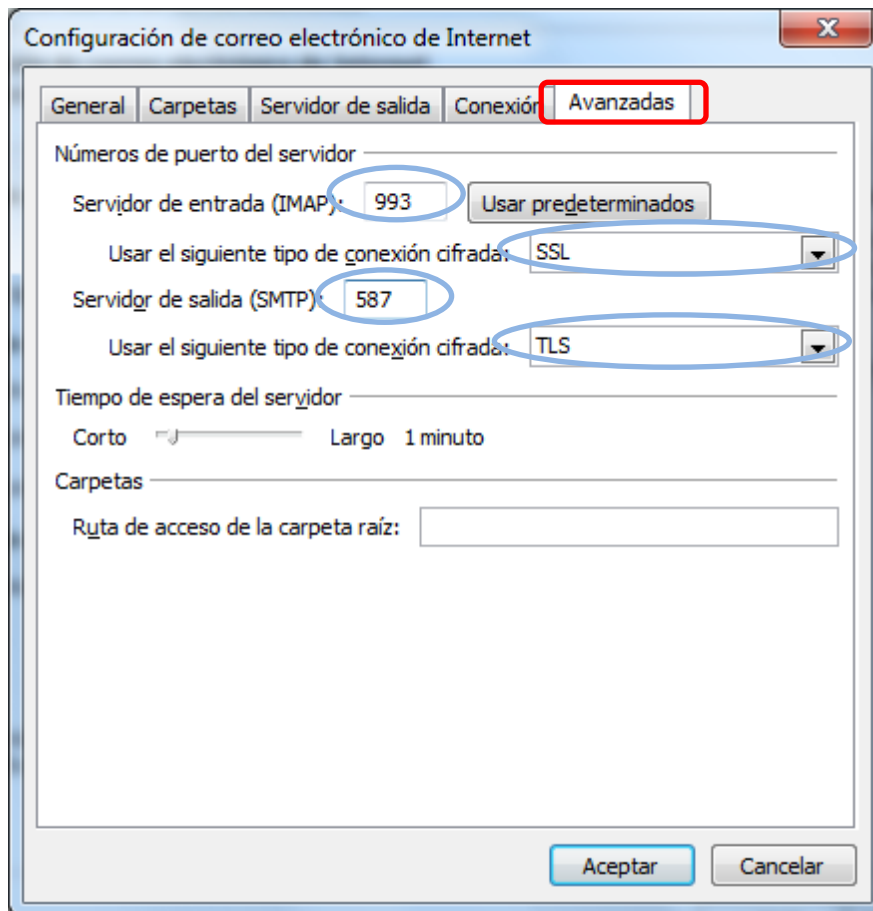 Configuración de correo electrónico de Internet
General Carpetas Servidor de salida Conexión Avanzadas
Números de puerto del servidor
Servidor de entrada (IMAP): 993 Usar predeterminados
Usar el siguiente tipo de conexión cifrada: SSL
Servidor de salida (SMTP): 587
Usar el siguiente tipo de conexión cifrada: TLS
Tiempo de espera del servidor
Corto Largo 1 minuto
Carpetas
Ruta de acceso de la carpeta raíz:
Aceptar Cancelar